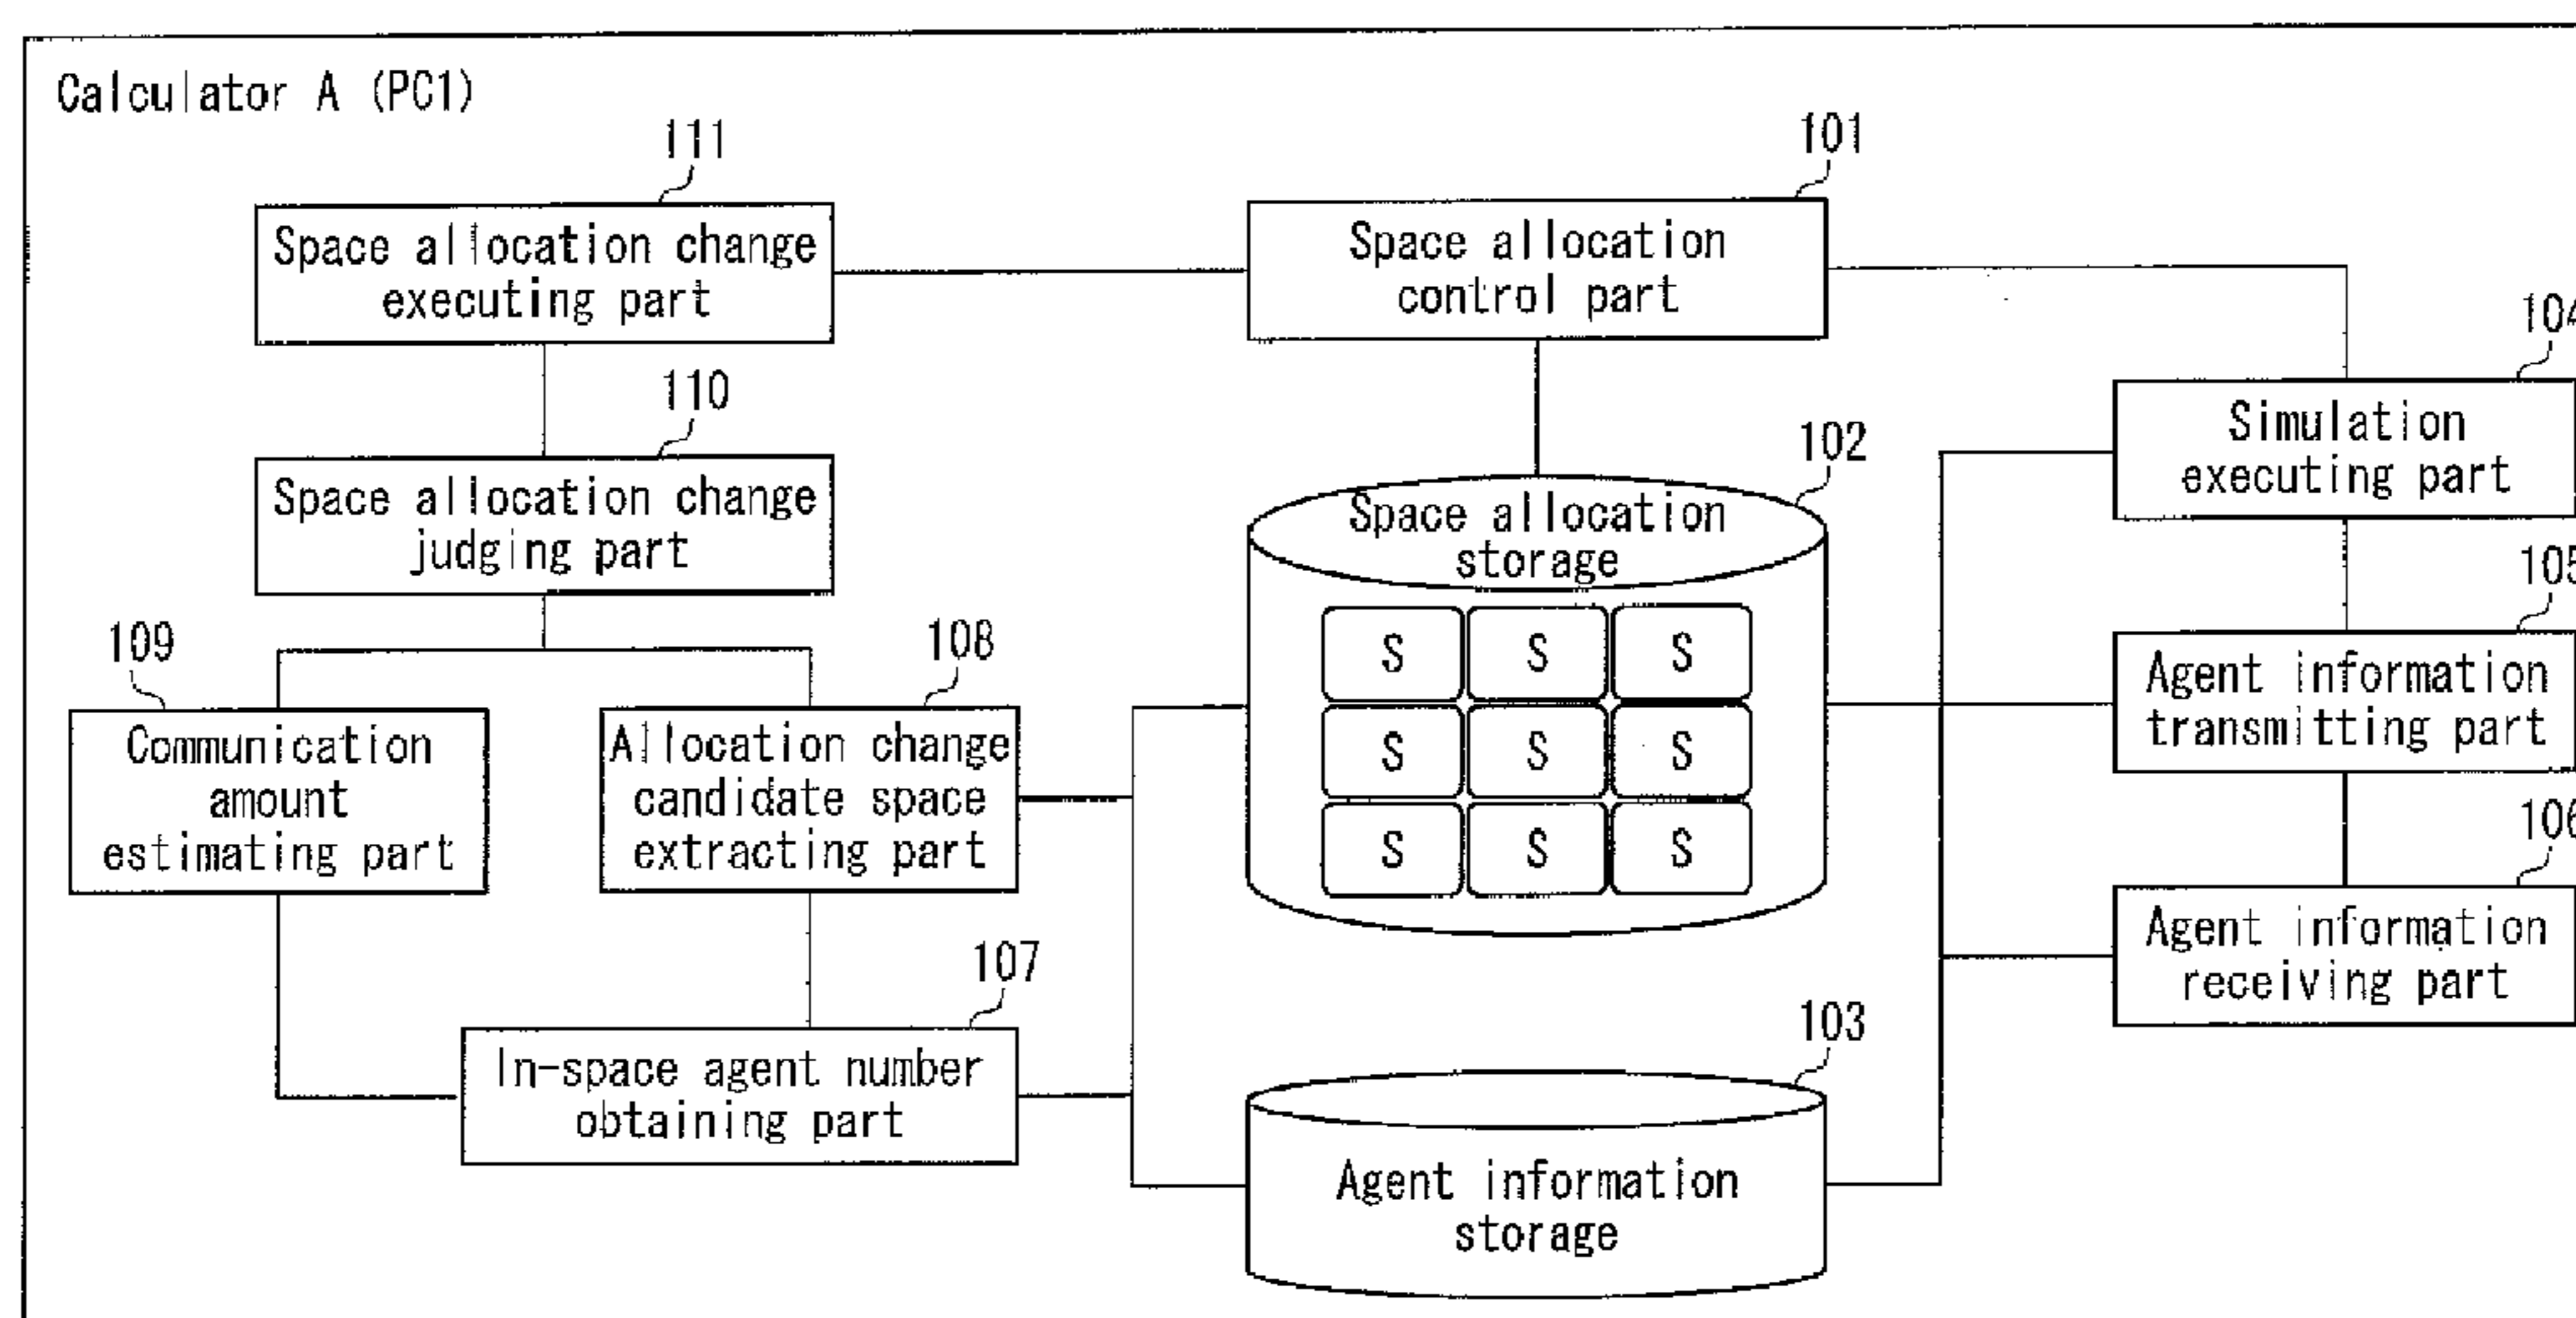 Calculator A (PC1)
111
101
Space allocation change
executing part
Space allocation
control part
104
110
Simulation
executing part
102
Space allocation change
judging part
Space allocation
storage
105
109
108
S S S
Agent information
transmitting part
Communication
amount
estimating part
Allocation change
candidate space
extracting part
S S S
106
S S S
Agent information
receiving part
107
103
In-space agent number
obtaining part
Agent information
storage